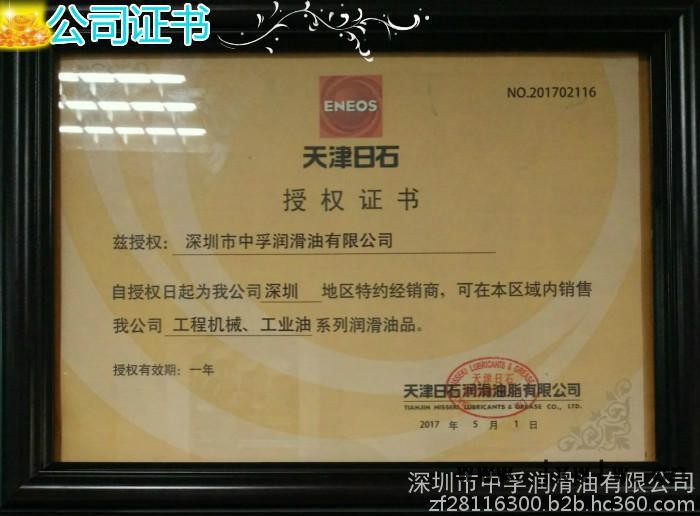 公司证书
ENEOS
NO.201702116
天津日石
授权证书
兹授权：深圳市中孚润滑油有限公司
自授权日起为我公司深圳 地区特约经销商，可在本区域内销售
我公司 工程机械、工业油 系列润滑油品。
授权有效期：一年
天津日石
天津日石润滑油脂有限公司
TIANJIN NISSEKI LUBRICANTS & GREASE CO., LTD.
2017 年 5 月 1 日
深圳市中孚润滑油有限公司
zf28116300.b2b.hc360.com